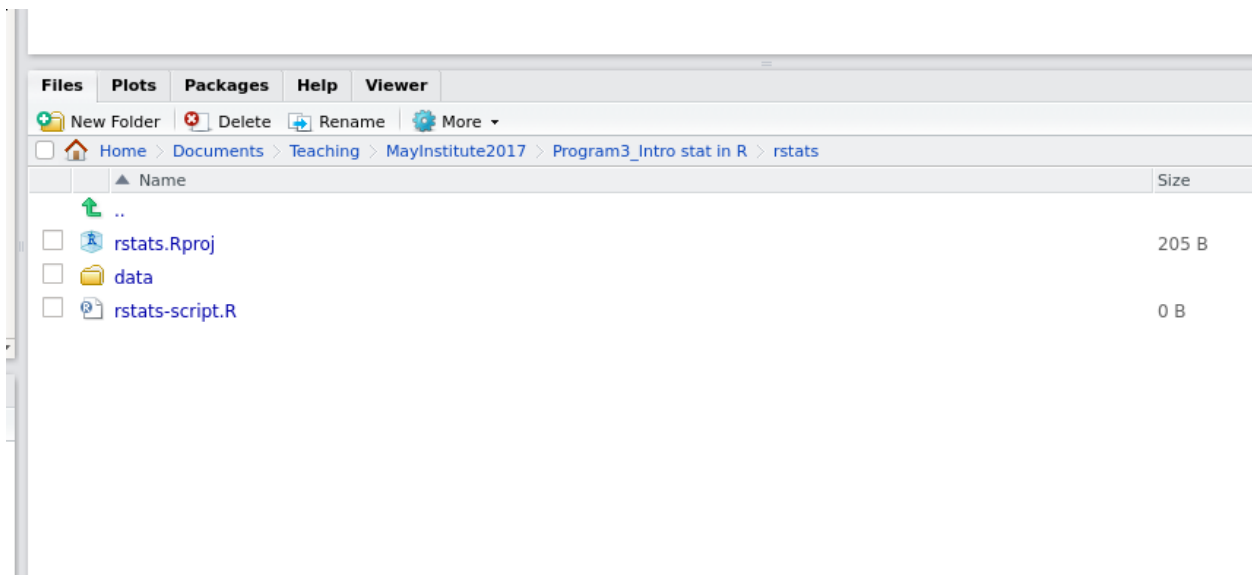 Files Plots Packages Help Viewer
New Folder Delete Rename More
Home > Documents > Teaching > MayInstitute2017 > Program3_Intro stat in R > rstats
Name Size
..
rstats.Rproj 205 B
data
rstats-script.R 0 B